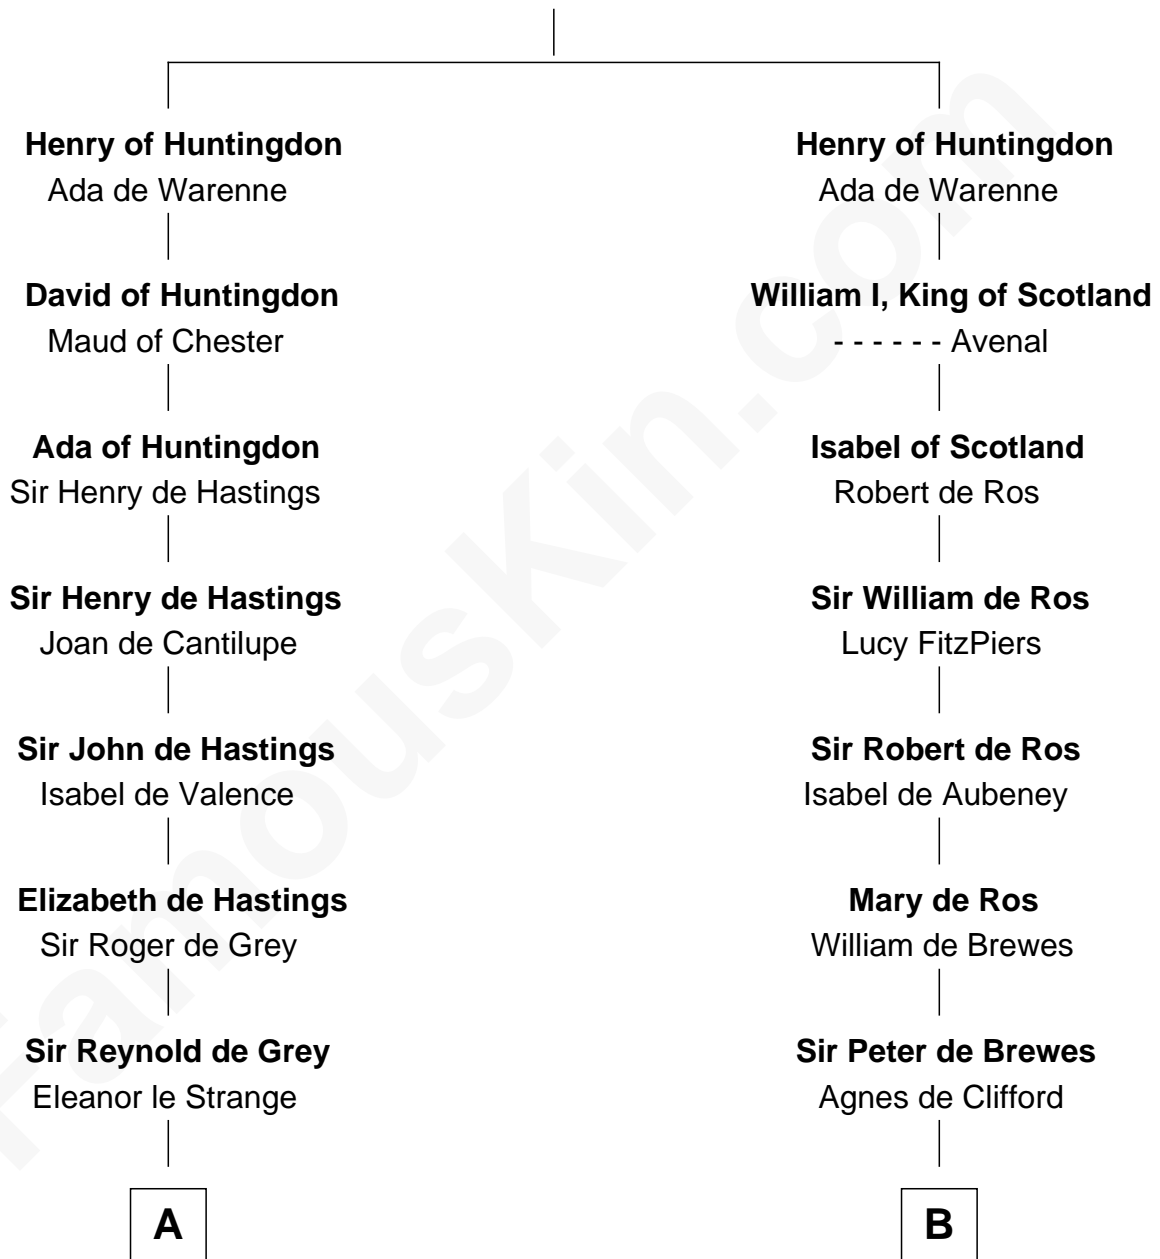 Henry of Huntingdon
Ada de Warenne
David of Huntingdon
Maud of Chester
Ada of Huntingdon
Sir Henry de Hastings
Sir Henry de Hastings
Joan de Cantilupe
Sir John de Hastings
Isabel de Valence
Elizabeth de Hastings
Sir Roger de Grey
Sir Reynold de Grey
Eleanor le Strange
A
Henry of Huntingdon
Ada de Warenne
William I, King of Scotland
- - - - - - Avenal
Isabel of Scotland
Robert de Ros
Sir William de Ros
Lucy FitzPiers
Sir Robert de Ros
Isabel de Aubeney
Mary de Ros
William de Brewes
Sir Peter de Brewes
Agnes de Clifford
B
FamousKin.com